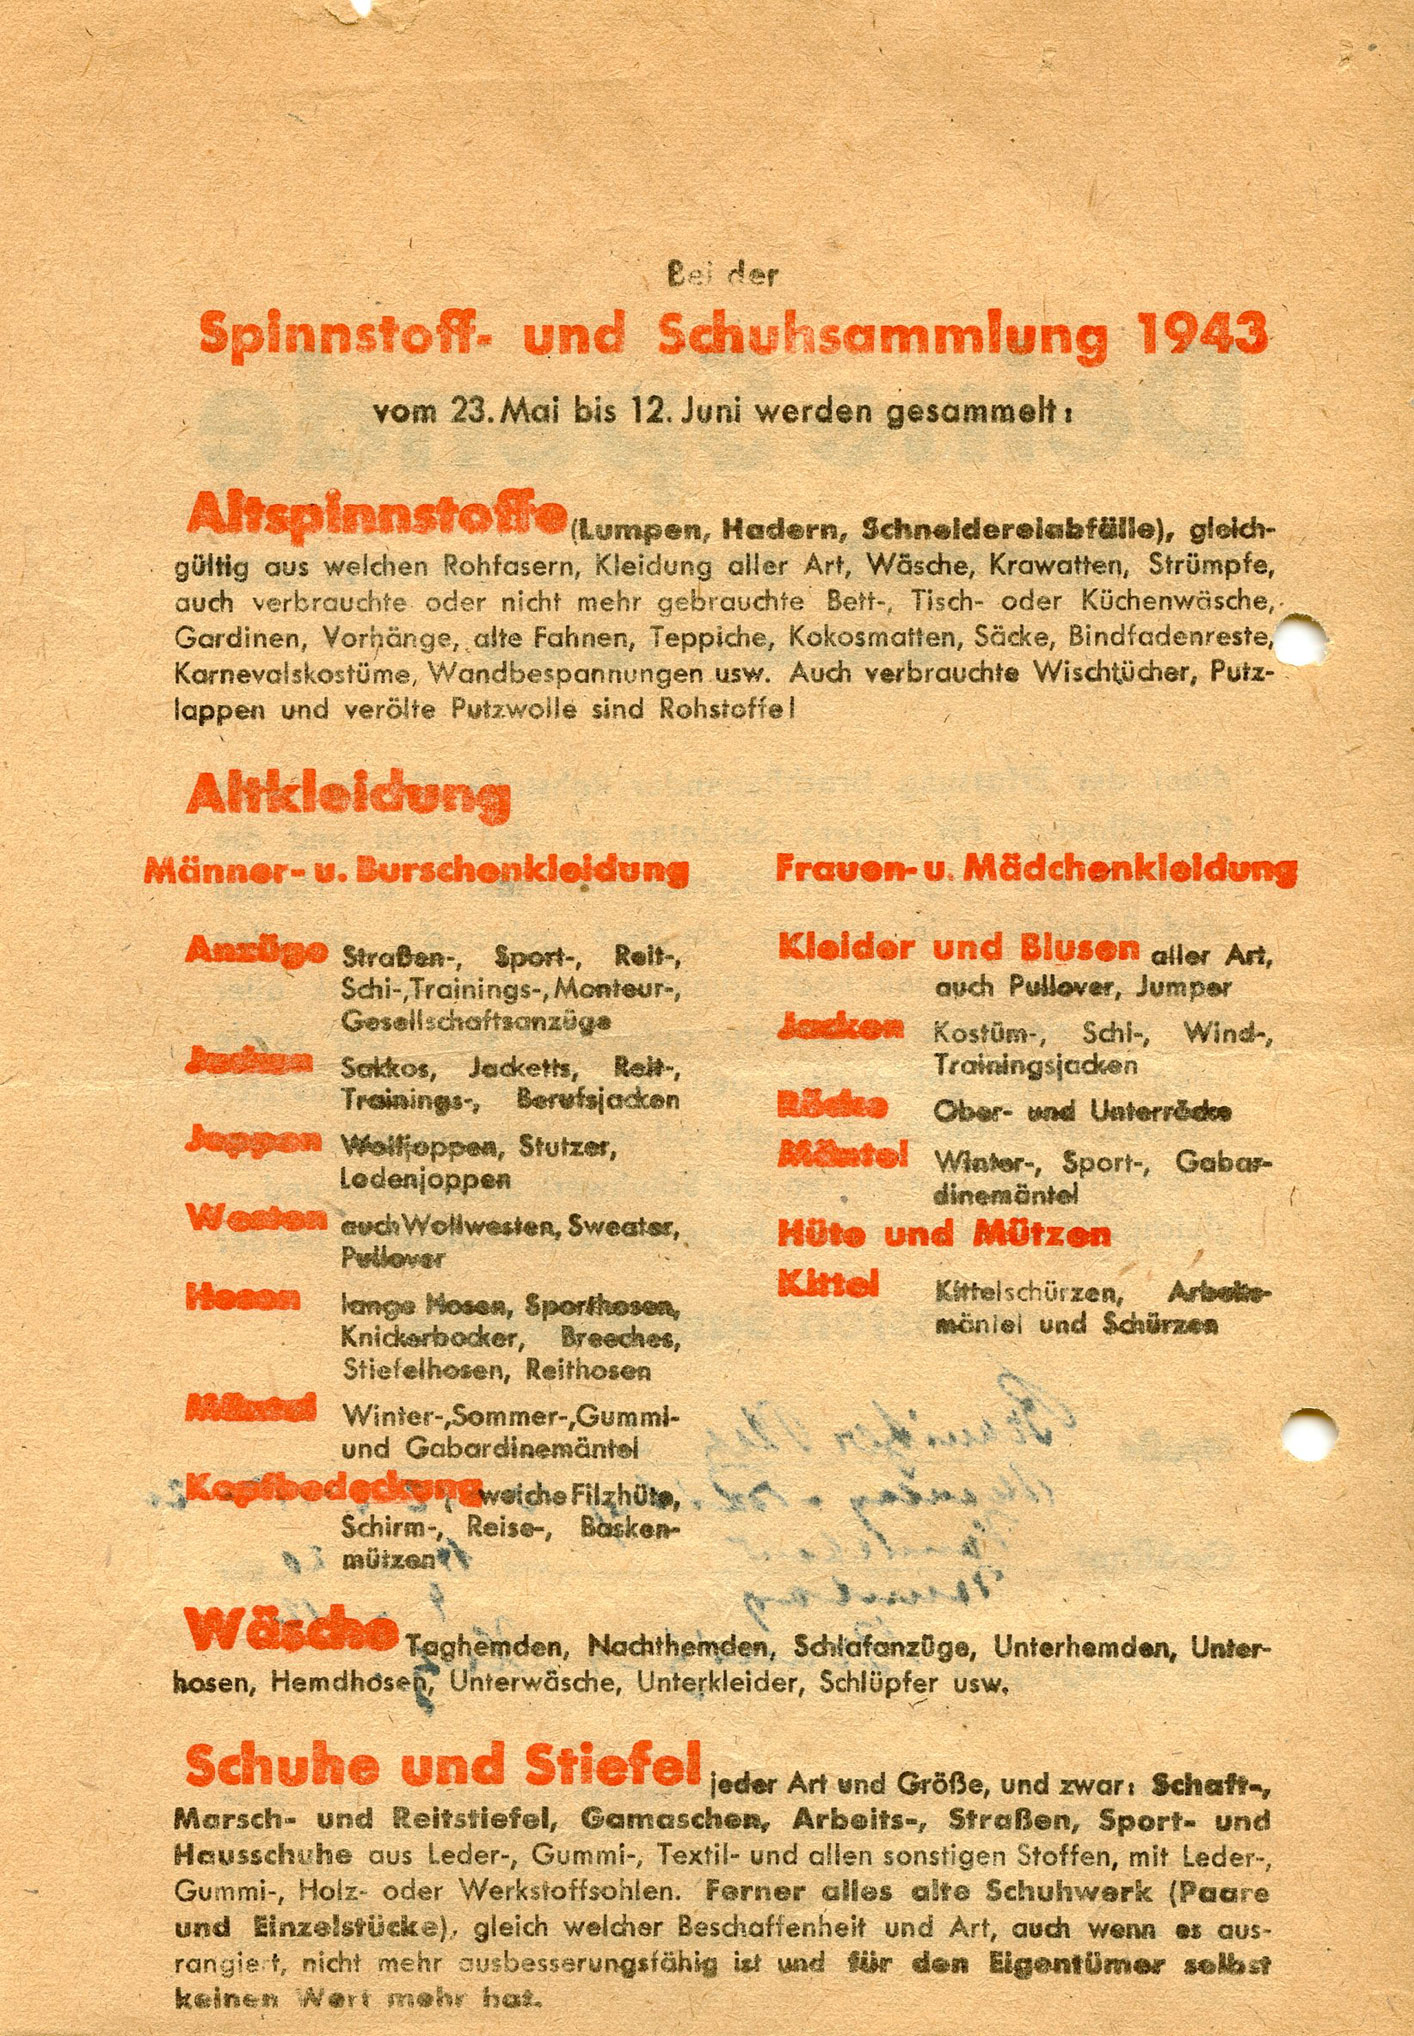 Bei der
Spinnstoff- und Schuhsammlung 1943
vom 23. Mai bis 12. Juni werden gesammelt:
Altspinnstoffe (Lumpen, Hadern, Schneidereiabfälle), gleich-
gültig aus welchen Rohfasern, Kleidung aller Art, Wäsche, Krawatten, Strümpfe,
auch verbrauchte oder nicht mehr gebrauchte Bett-, Tisch- oder Küchenwäsche,
Gardinen, Vorhänge, alte Fahnen, Teppiche, Kokosmatten, Säcke, Bindfadenreste,
Karnevalskostüme, Wandbespannungen usw. Auch verbrauchte Wischtücher, Putz-
lappen und verölte Putzwolle sind Rohstoffe!
Altkleidung
Männer- u. Burschenkleidung
Anzüge Straßen-, Sport-, Reit-,
Schi-, Trainings-, Monteur-,
Gesellschaftsanzüge
Jacken Sakkos, Jacketts, Reit-,
Trainings-, Berufsjacken
Joppen Wolljoppen, Stutzer,
Lodenjoppen
Westen auch Wollwesten, Sweater,
Pullover
Hosen lange Hosen, Sporthosen,
Knickerbocker, Breeches,
Stiefelhosen, Reithosen
Mäntel Winter-, Sommer-, Gummi-
und Gabardinemäntel
Kopfbedeckung weiche Filzhüte,
Schirm-, Reise-, Basken-
mützen
Frauen- u. Mädchenkleidung
Kleider und Blusen aller Art,
auch Pullover, Jumper
Jacken Kostüm-, Schi-, Wind-,
Trainingsjacken
Röcke Ober- und Unterröcke
Mäntel Winter-, Sport-, Gabar-
dinemäntel
Hüte und Mützen
Kittel Kittelschürzen, Arbeits-
mäntel und Schürzen
Wäsche Taghemden, Nachthemden, Schlafanzüge, Unterhemden, Unter-
hosen, Hemdhosen, Unterwäsche, Unterkleider, Schlüpfer usw.
Schuhe und Stiefel jeder Art und Größe, und zwar: Schaft-,
Marsch- und Reitstiefel, Gamaschen, Arbeits-, Straßen, Sport- und
Hausschuhe aus Leder-, Gummi-, Textil- und allen sonstigen Stoffen, mit Leder-,
Gummi-, Holz- oder Werkstoffsohlen. Ferner alles alte Schuhwerk (Paare
und Einzelstücke), gleich welcher Beschaffenheit und Art, auch wenn es aus-
rangiert, nicht mehr ausbesserungsfähig ist und für den Eigentümer selbst
keinen Wert mehr hat.